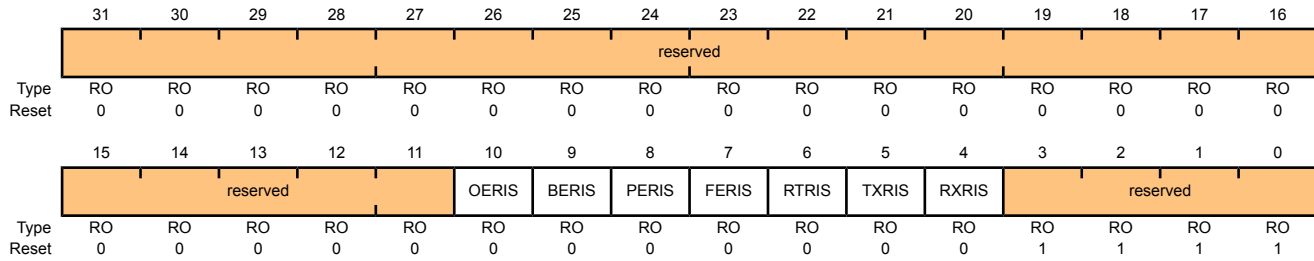 31 30 29 28 27 26 25 24 23 22 21 20 19 18 17 16
reserved
Type RO RO RO RO RO RO RO RO RO RO RO RO RO RO RO RO
Reset 0 0 0 0 0 0 0 0 0 0 0 0 0 0 0 0
15 14 13 12 11 10 9 8 7 6 5 4 3 2 1 0
reserved OERIS BERIS PERIS FERIS RTRIS TXRIS RXRIS reserved
Type RO RO RO RO RO RO RO RO RO RO RO RO RO RO RO RO
Reset 0 0 0 0 0 0 0 0 0 0 0 0 1 1 1 1